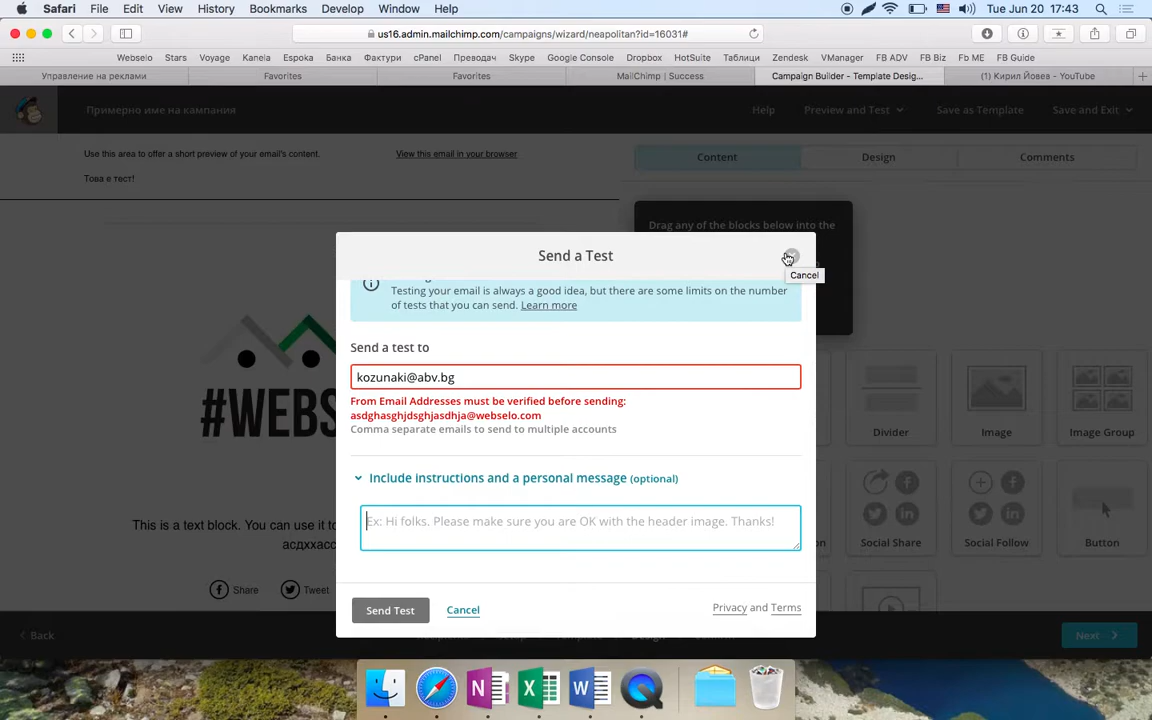 Safari File Edit View History Bookmarks Develop Window Help Tue Jun 20 17:43
us16.admin.mailchimp.com/campaigns/wizard/neapolitan?id=16031#
Webselo Stars Voyage Kanela Espoka Банка Фактури cPanel Преводач Skype Google Console Dropbox HotSuite Таблици Zendesk VManager FB ADV FB Biz Fb ME FB Guide
Управление на реклами Favorites Favorites MailChimp | Success Campaign Builder - Template Desig... (1) Кирил Йовев - YouTube
Примерно име на кампания Help Preview and Test Save as Template Save and Exit
Use this area to offer a short preview of your email's content. View this email in your browser
Това е тест!
Content Design Comments
Drag any of the blocks below into the
Send a Test
Cancel
Testing your email is always a good idea, but there are some limits on the number
of tests that you can send. Learn more
Send a test to
kozunaki@abv.bg
From Email Addresses must be verified before sending:
asdghasghjdsghjasdhja@webselo.com
Comma separate emails to send to multiple accounts
Include instructions and a personal message (optional)
Ex: Hi folks. Please make sure you are OK with the header image. Thanks!
Send Test Cancel Privacy and Terms
#WEBS
This is a text block. You can use it to
Share Tweet
Divider Image Image Group
Social Share Social Follow Button
Back Next